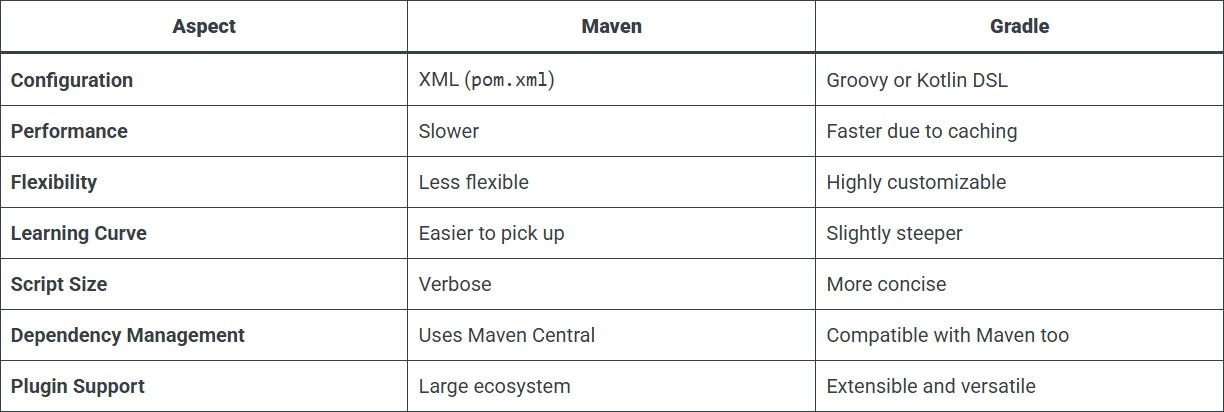 Aspect Maven Gradle
Configuration XML (pom.xml) Groovy or Kotlin DSL
Performance Slower Faster due to caching
Flexibility Less flexible Highly customizable
Learning Curve Easier to pick up Slightly steeper
Script Size Verbose More concise
Dependency Management Uses Maven Central Compatible with Maven too
Plugin Support Large ecosystem Extensible and versatile